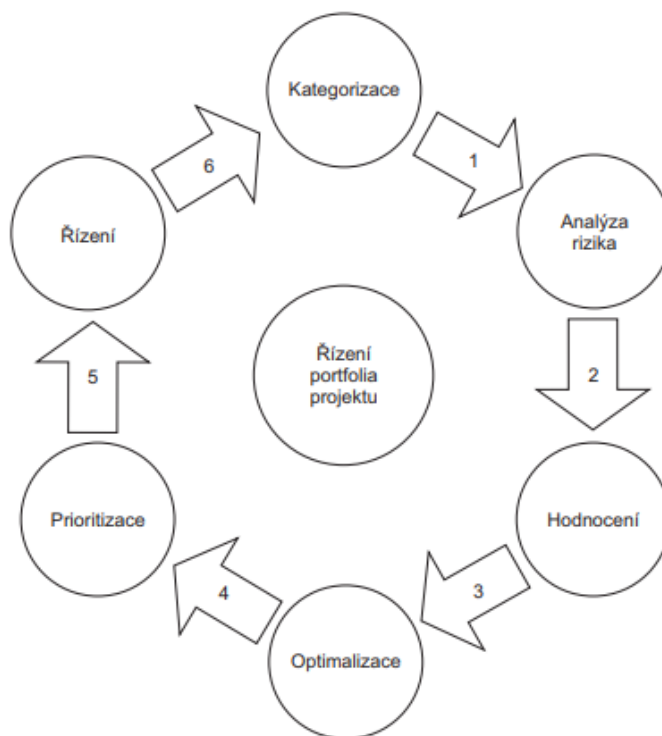 Kategorizace
1
Analýza
rizika
2
Hodnocení
3
Optimalizace
4
Prioritizace
5
Řízení
6
Řízení
portfolia
projektu